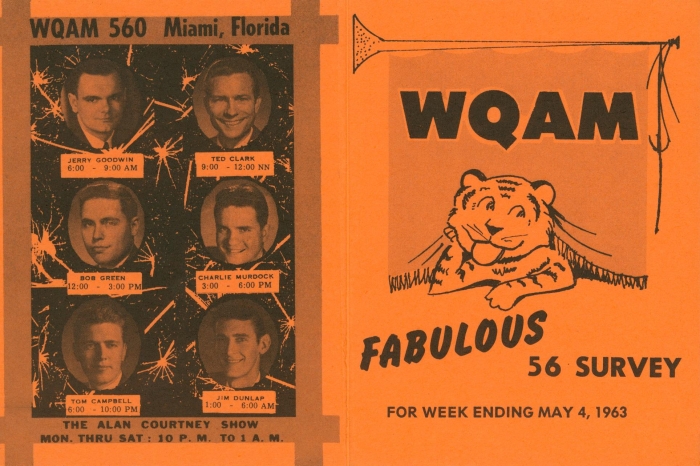 WQAM 560 Miami, Florida
JERRY GOODWIN
6:00 - 9:00 AM
TED CLARK
9:00 - 12:00 NN
BOB GREEN
12:00 - 3:00 PM
CHARLIE MURDOCK
3:00 - 6:00 PM
TOM CAMPBELL
6:00 - 10:00 PM
JIM DUNLAP
1:00 - 6:00 AM
THE ALAN COURTNEY SHOW
MON. THRU SAT: 10 P. M. TO 1 A. M.
WQAM
FABULOUS
56 SURVEY
FOR WEEK ENDING MAY 4, 1963